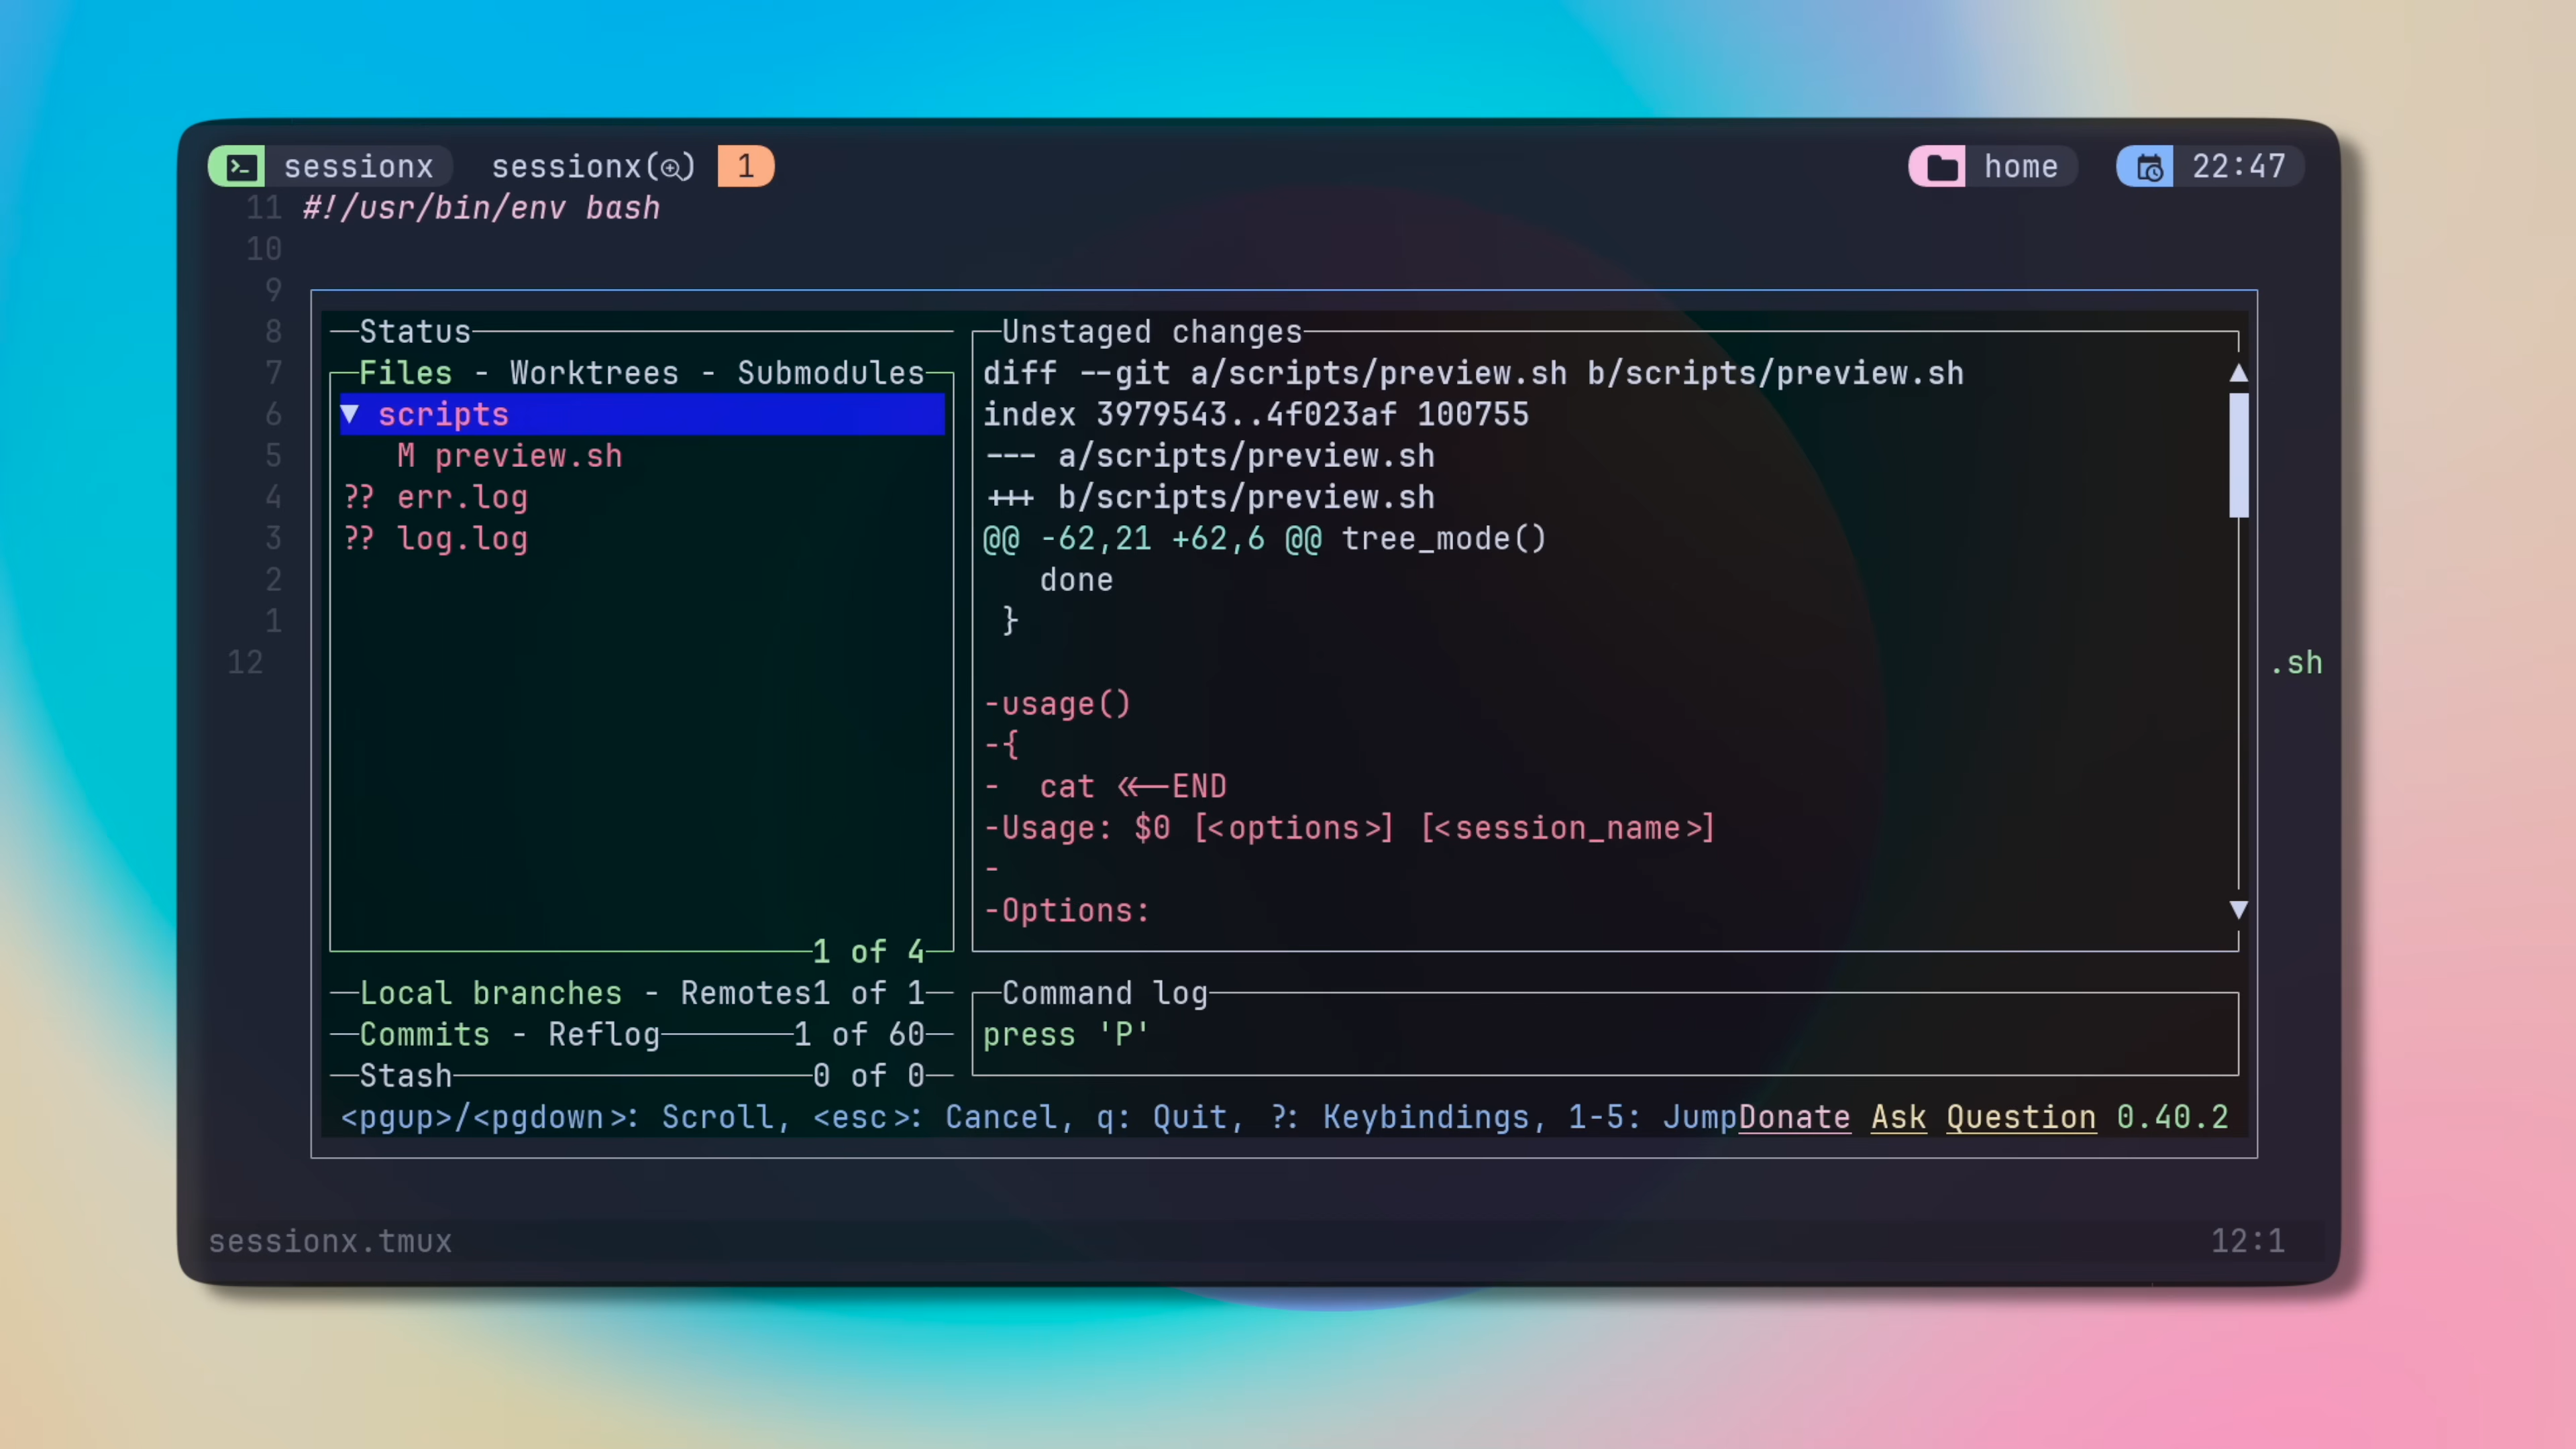 sessionx sessionx( ) 1 home 22:47
11 #!/usr/bin/env bash
10
9
8
7
6
5
4
3
2
1
12
.sh
Status
Files - Worktrees - Submodules
▼ scripts
M preview.sh
?? err.log
?? log.log
1 of 4
Local branches - Remotes1 of 1
Commits - Reflog 1 of 60
Stash 0 of 0
Unstaged changes
diff --git a/scripts/preview.sh b/scripts/preview.sh
index 3979543..4f023af 100755
--- a/scripts/preview.sh
+++ b/scripts/preview.sh
@@ -62,21 +62,6 @@ tree_mode()
done
}
-usage()
-{
-  cat <<-END
-Usage: $0 [<options>] [<session_name>]
-
-Options:
Command log
press 'P'
<pgup>/<pgdown>: Scroll, <esc>: Cancel, q: Quit, ?: Keybindings, 1-5: JumpDonate Ask Question 0.40.2
sessionx.tmux 12:1